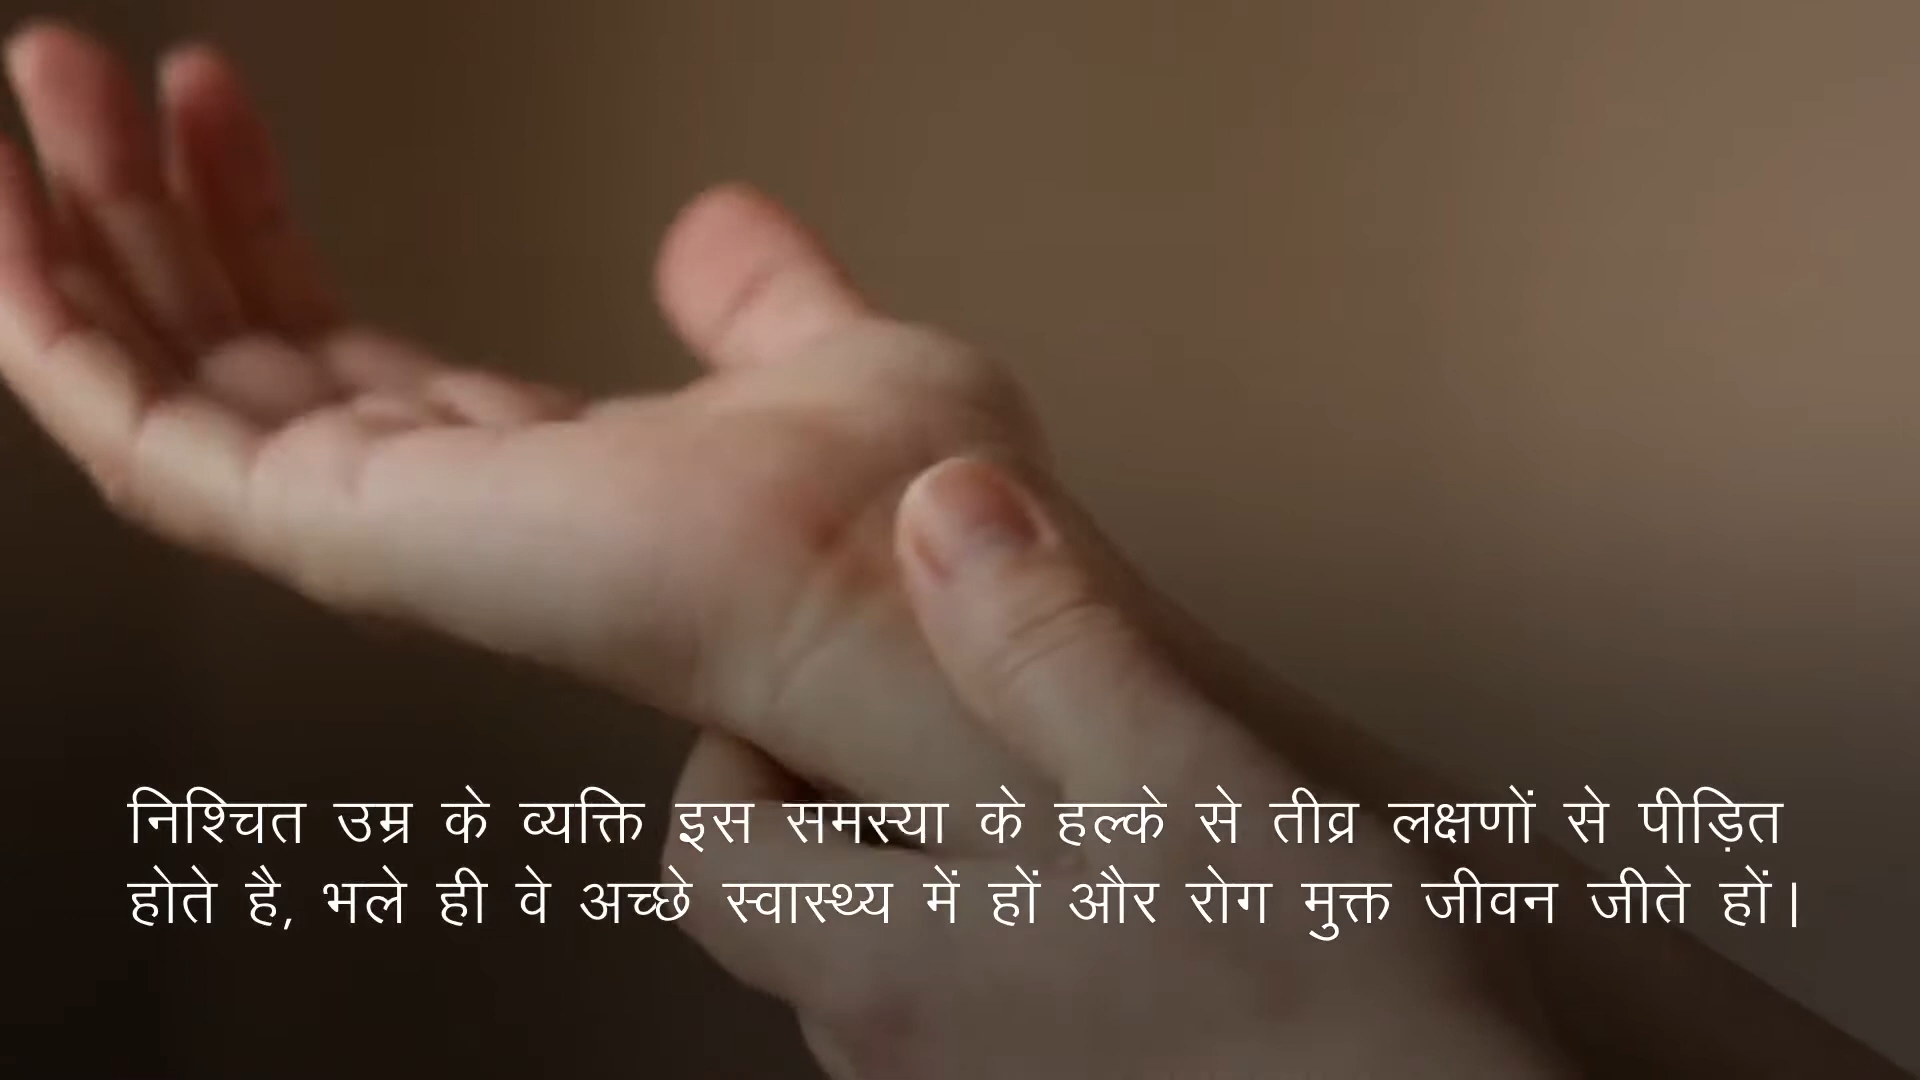 निश्चित उम्र के व्यक्ति इस समस्या के हल्के से तीव्र लक्षणों से पीड़ित
होते है, भले ही वे अच्छे स्वास्थ्य में हों और रोग मुक्त जीवन जीते हों।